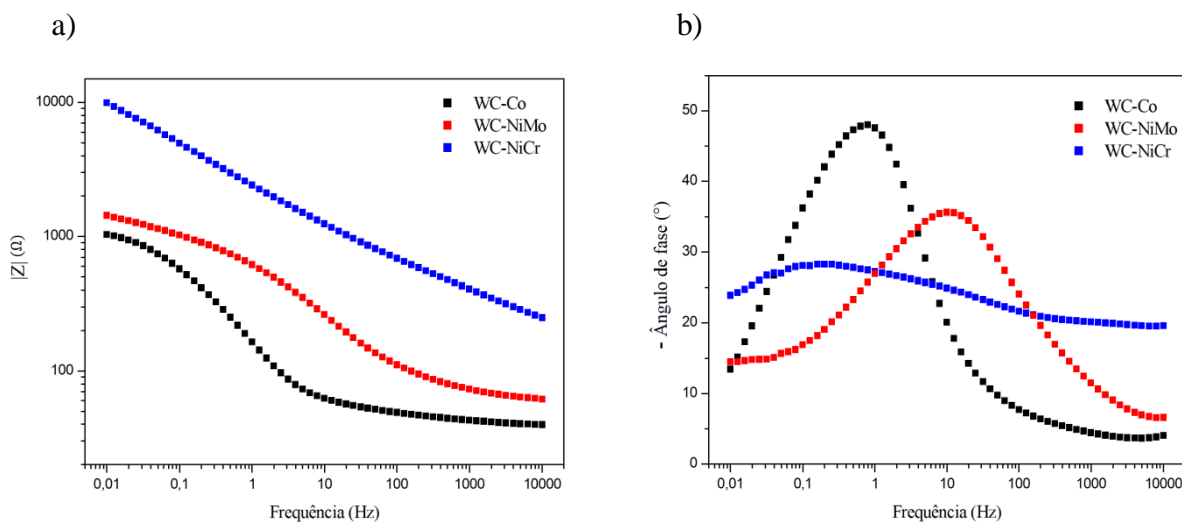 a)
10000
1000
100
|Z| (Ω)
WC-Co
WC-NiMo
WC-NiCr
0,01 0,1 1 10 100 1000 10000
Frequência (Hz)
b)
50
40
30
20
10
0
- Ângulo de fase (°)
WC-Co
WC-NiMo
WC-NiCr
0,01 0,1 1 10 100 1000 10000
Frequência (Hz)